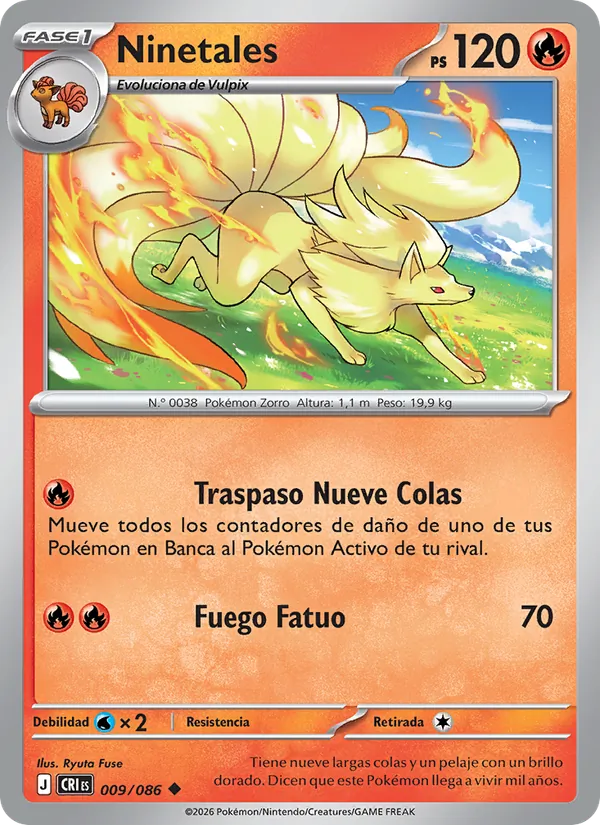 FASE 1
Ninetales
PS 120
Evoluciona de Vulpix
N.º 0038 Pokémon Zorro Altura: 1,1 m Peso: 19,9 kg
Traspaso Nueve Colas
Mueve todos los contadores de daño de uno de tus
Pokémon en Banca al Pokémon Activo de tu rival.
Fuego Fatuo 70
Debilidad ×2 Resistencia Retirada
Ilus. Ryuta Fuse
Tiene nueve largas colas y un pelaje con un brillo
dorado. Dicen que este Pokémon llega a vivir mil años.
J CRI ES 009/086
©2026 Pokémon/Nintendo/Creatures/GAME FREAK